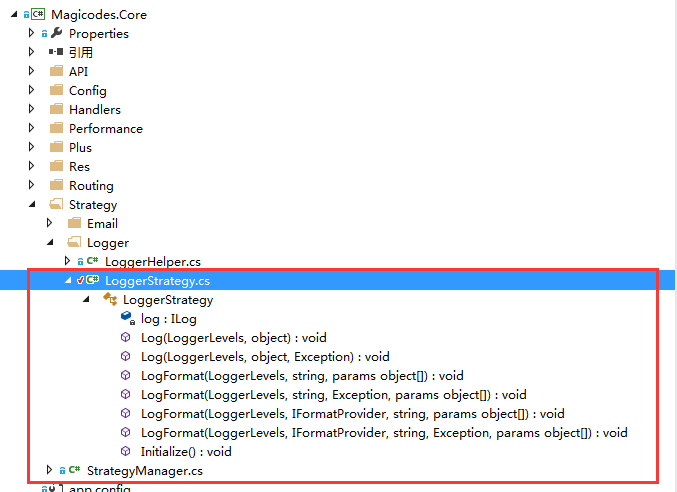 Magicodes.Core
Properties
引用
API
Config
Handlers
Performance
Plus
Res
Routing
Strategy
Email
Logger
C# LoggerHelper.cs
C# LoggerStrategy.cs
LoggerStrategy
log : ILog
Log(LoggerLevels, object) : void
Log(LoggerLevels, object, Exception) : void
LogFormat(LoggerLevels, string, params object[]) : void
LogFormat(LoggerLevels, string, Exception, params object[]) : void
LogFormat(LoggerLevels, IFormatProvider, string, params object[]) : void
LogFormat(LoggerLevels, IFormatProvider, string, Exception, params object[]) : void
Initialize() : void
C# StrategyManager.cs
app.config